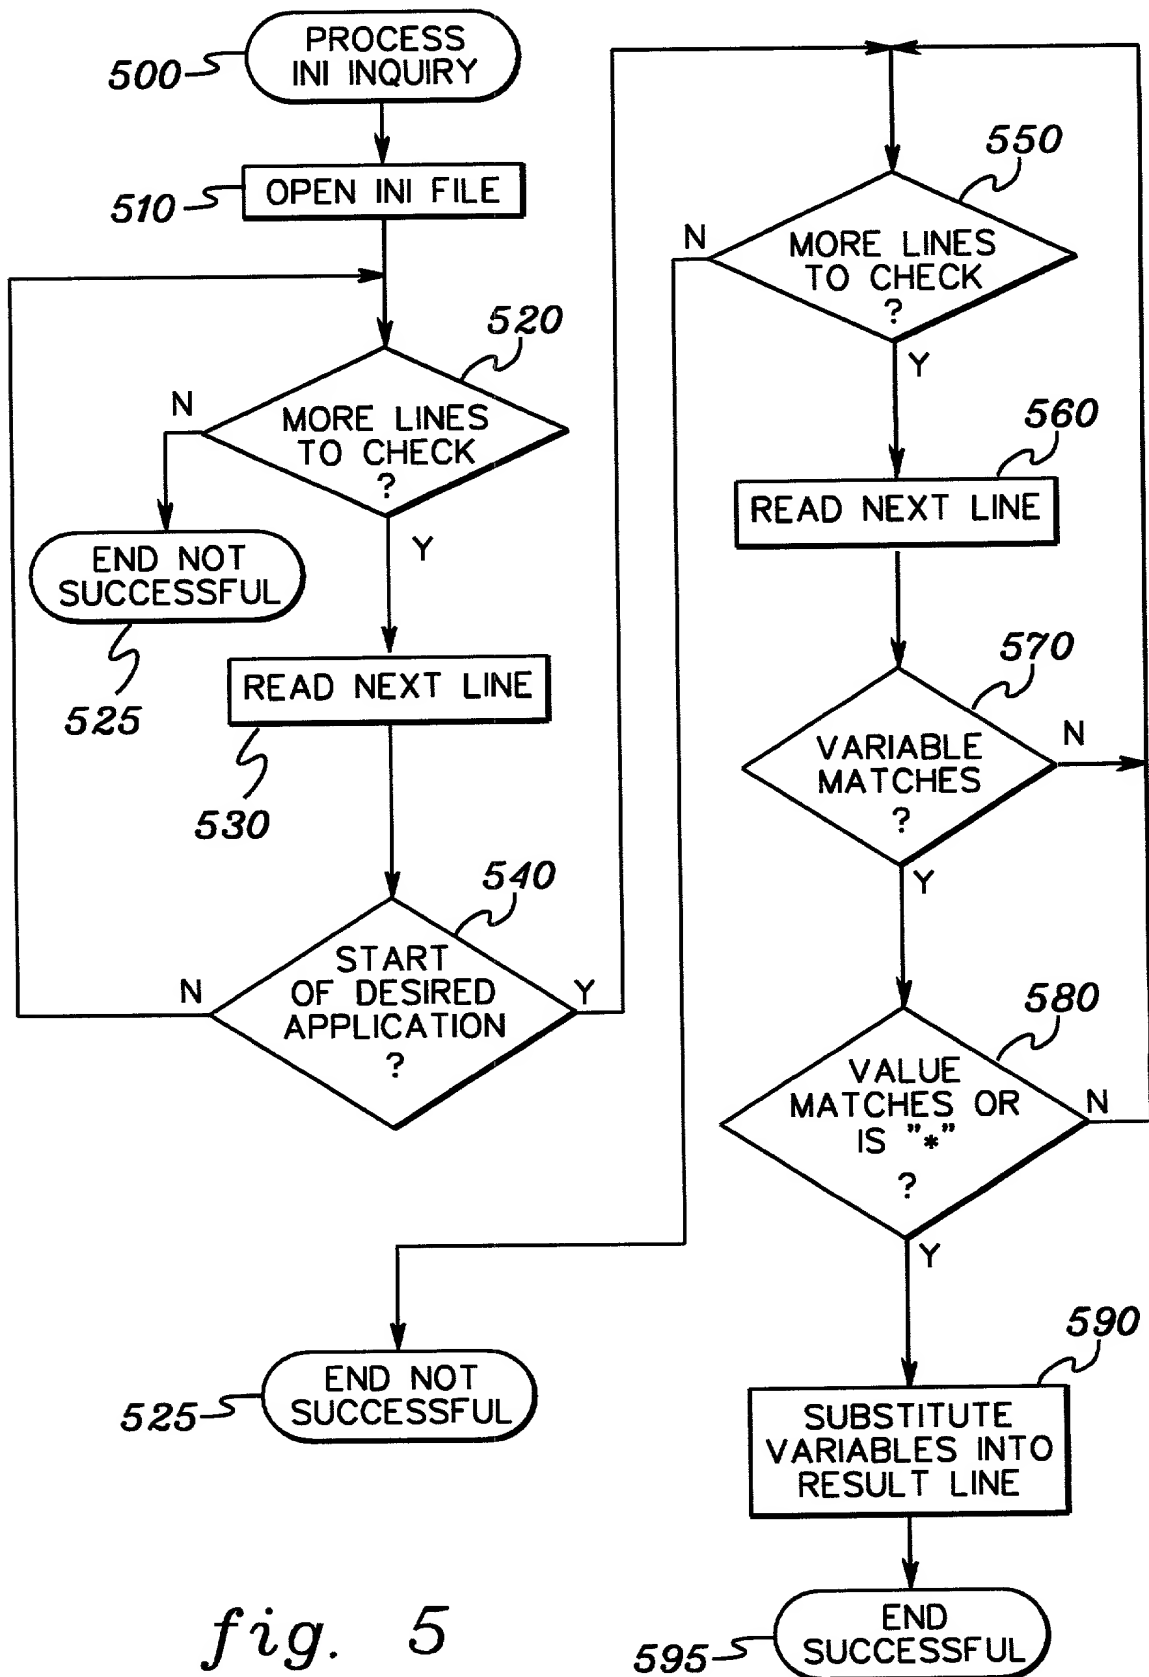 PROCESS
INI INQUIRY
500
OPEN INI FILE
510
520
N
MORE LINES
TO CHECK
?
Y
END NOT
SUCCESSFUL
525
READ NEXT LINE
530
540
START
OF DESIRED
APPLICATION
?
N
Y
550
N
MORE LINES
TO CHECK
?
Y
560
READ NEXT LINE
570
VARIABLE
MATCHES
?
N
Y
580
VALUE
MATCHES OR
IS "*"
?
N
Y
END NOT
SUCCESSFUL
525
590
SUBSTITUTE
VARIABLES INTO
RESULT LINE
END
SUCCESSFUL
595
fig. 5